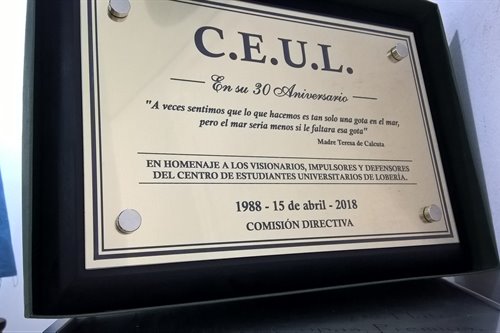 C.E.U.L.
En su 30 Aniversario
"A veces sentimos que lo que hacemos es tan solo una gota en el mar,
pero el mar sería menos si le faltara esa gota"
Madre Teresa de Calcuta
EN HOMENAJE A LOS VISIONARIOS, IMPULSORES Y DEFENSORES
DEL CENTRO DE ESTUDIANTES UNIVERSITARIOS DE LOBERÍA.
1988 - 15 de abril - 2018
COMISIÓN DIRECTIVA